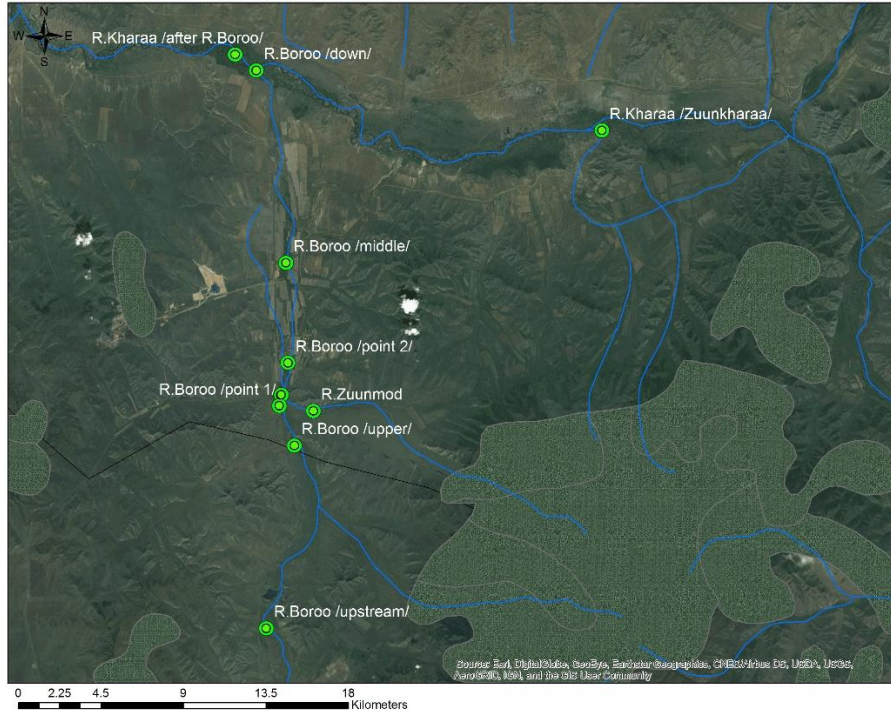 N
W E
S
R.Kharaa /after R.Boroo/
R.Boroo /down/
R.Kharaa /Zuunkharaa/
R.Boroo /middle/
R.Boroo /point 2/
R.Boroo /point 1/
R.Zuunmod
R.Boroo /upper/
R.Boroo /upstream/
Source: Esri, DigitalGlobe, GeoEye, Earthstar Geographics, CNES/Airbus DS, USDA, USGS,
AeroGRID, IGN, and the GIS User Community
0 2.25 4.5 9 13.5 18
Kilometers